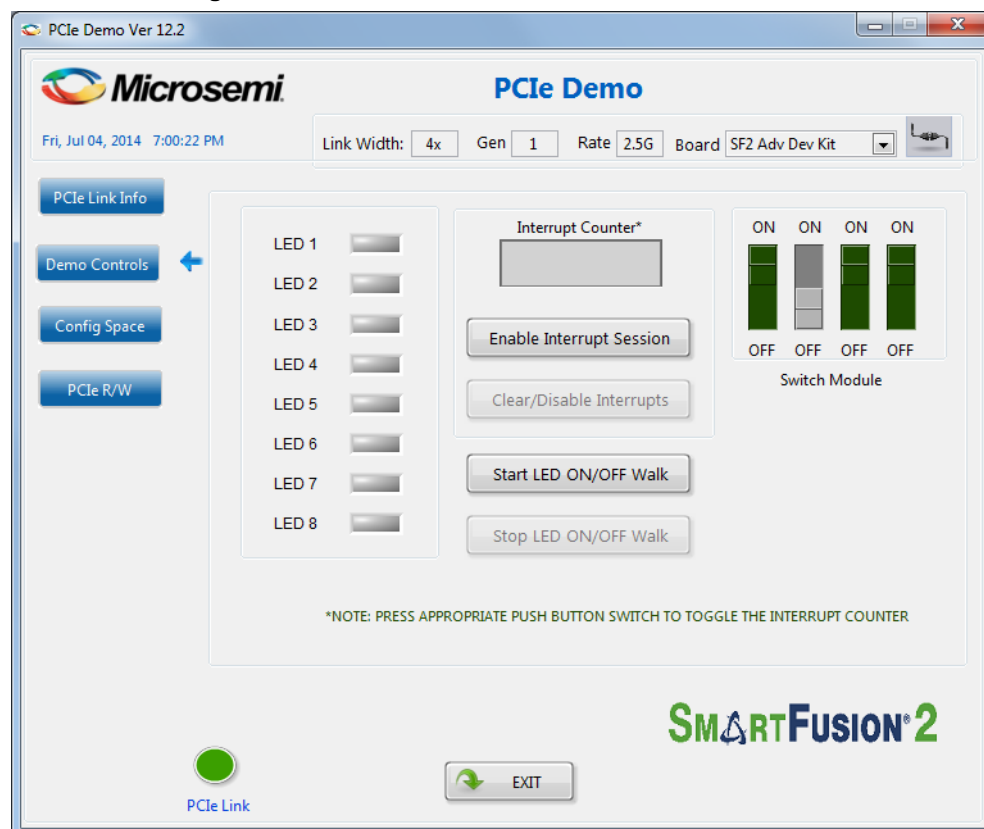 PCIe Demo Ver 12.2
Microsemi.
PCIe Demo
Fri, Jul 04, 2014 7:00:22 PM
Link Width: 4x Gen 1 Rate 2.5G Board SF2 Adv Dev Kit
PCIe Link Info
Demo Controls
Config Space
PCIe R/W
LED 1
LED 2
LED 3
LED 4
LED 5
LED 6
LED 7
LED 8
Interrupt Counter*
Enable Interrupt Session
Clear/Disable Interrupts
Start LED ON/OFF Walk
Stop LED ON/OFF Walk
ON ON ON ON
OFF OFF OFF OFF
Switch Module
*NOTE: PRESS APPROPRIATE PUSH BUTTON SWITCH TO TOGGLE THE INTERRUPT COUNTER
SMARTFUSION®2
PCIe Link
EXIT